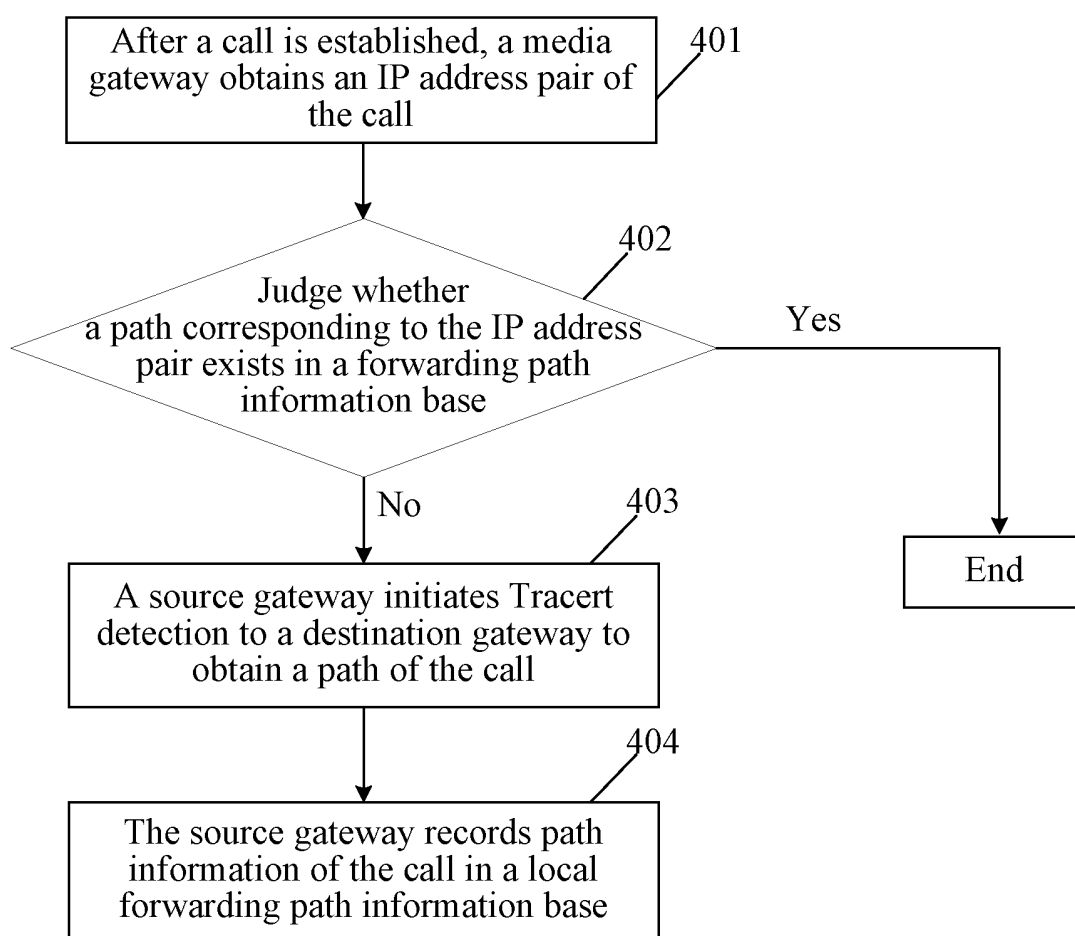 After a call is established, a media
gateway obtains an IP address pair of
the call
401
402
Judge whether
a path corresponding to the IP address
pair exists in a forwarding path
information base
Yes
No
End
403
A source gateway initiates Tracert
detection to a destination gateway to
obtain a path of the call
404
The source gateway records path
information of the call in a local
forwarding path information base